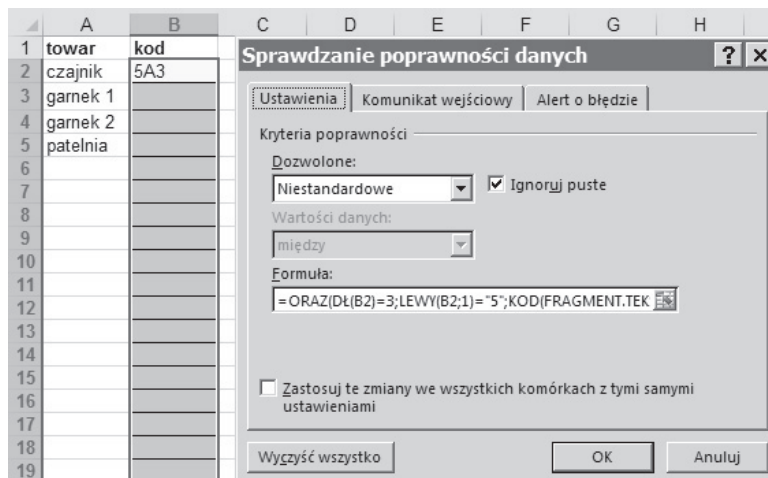 A B C D E F G H
1 towar kod
2 czajnik 5A3
3 garnek 1
4 garnek 2
5 patelnia
6
7
8
9
10
11
12
13
14
15
16
17
18
19
Sprawdzanie poprawności danych ? x
Ustawienia Komunikat wejściowy Alert o błędzie
Kryteria poprawności
Dozwolone:
Niestandardowe Ignoruj puste
Wartości danych:
między
Formuła:
=ORAZ(DŁ(B2)=3;LEWY(B2;1)="5";KOD(FRAGMENT.TEK
Zastosuj te zmiany we wszystkich komórkach z tymi samymi
ustawieniami
Wyczyść wszystko OK Anuluj